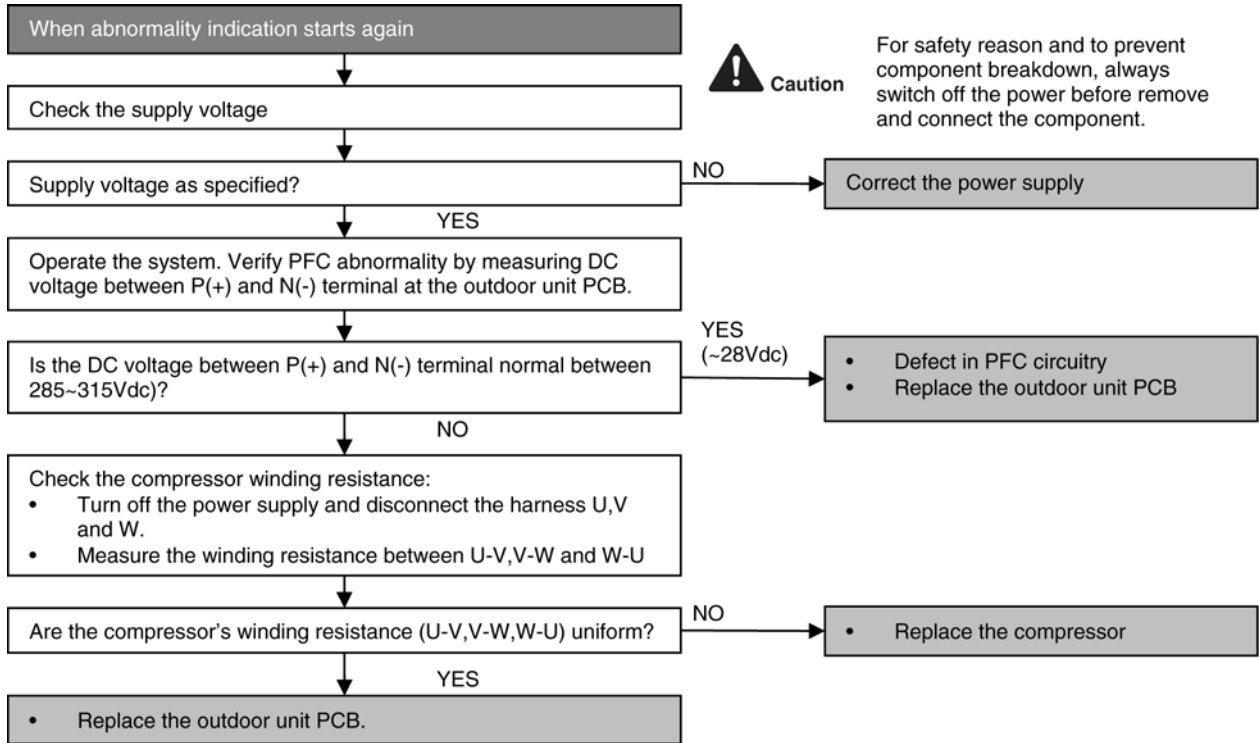 When abnormality indication starts again
Caution
For safety reason and to prevent
component breakdown, always
switch off the power before remove
and connect the component.
Check the supply voltage
Supply voltage as specified?
NO
Correct the power supply
YES
Operate the system. Verify PFC abnormality by measuring DC
voltage between P(+) and N(-) terminal at the outdoor unit PCB.
Is the DC voltage between P(+) and N(-) terminal normal between
285~315Vdc)?
YES
(~28Vdc)
• Defect in PFC circuitry
• Replace the outdoor unit PCB
NO
Check the compressor winding resistance:
• Turn off the power supply and disconnect the harness U,V
and W.
• Measure the winding resistance between U-V,V-W and W-U
Are the compressor's winding resistance (U-V,V-W,W-U) uniform?
NO
• Replace the compressor
YES
• Replace the outdoor unit PCB.